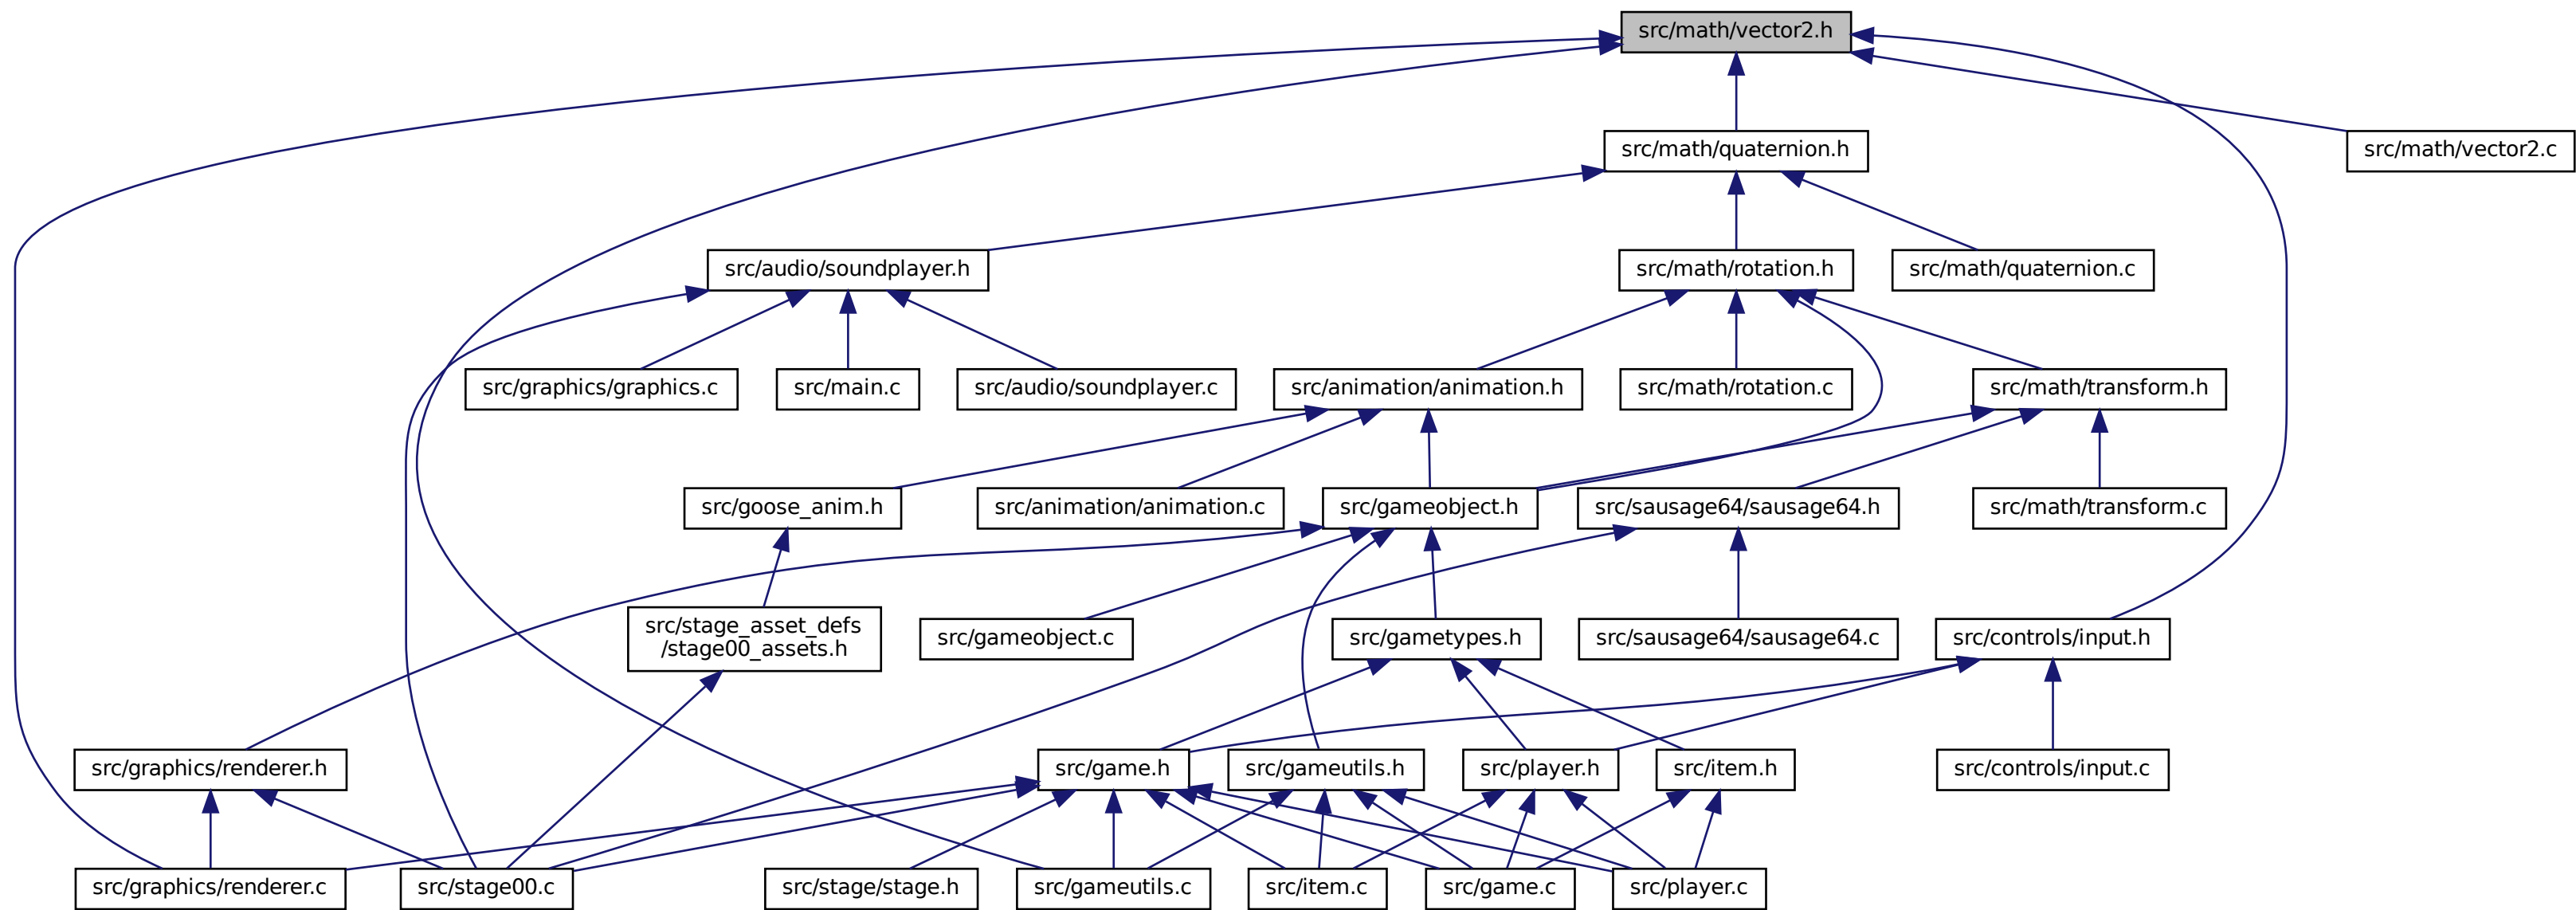 src/math/vector2.h
src/math/quaternion.h
src/math/vector2.c
src/audio/soundplayer.h
src/math/rotation.h
src/math/quaternion.c
src/graphics/graphics.c
src/main.c
src/audio/soundplayer.c
src/animation/animation.h
src/math/rotation.c
src/math/transform.h
src/goose_anim.h
src/animation/animation.c
src/gameobject.h
src/sausage64/sausage64.h
src/math/transform.c
src/stage_asset_defs
/stage00_assets.h
src/gameobject.c
src/gametypes.h
src/sausage64/sausage64.c
src/controls/input.h
src/graphics/renderer.h
src/game.h
src/gameutils.h
src/player.h
src/item.h
src/controls/input.c
src/graphics/renderer.c
src/stage00.c
src/stage/stage.h
src/gameutils.c
src/item.c
src/game.c
src/player.c